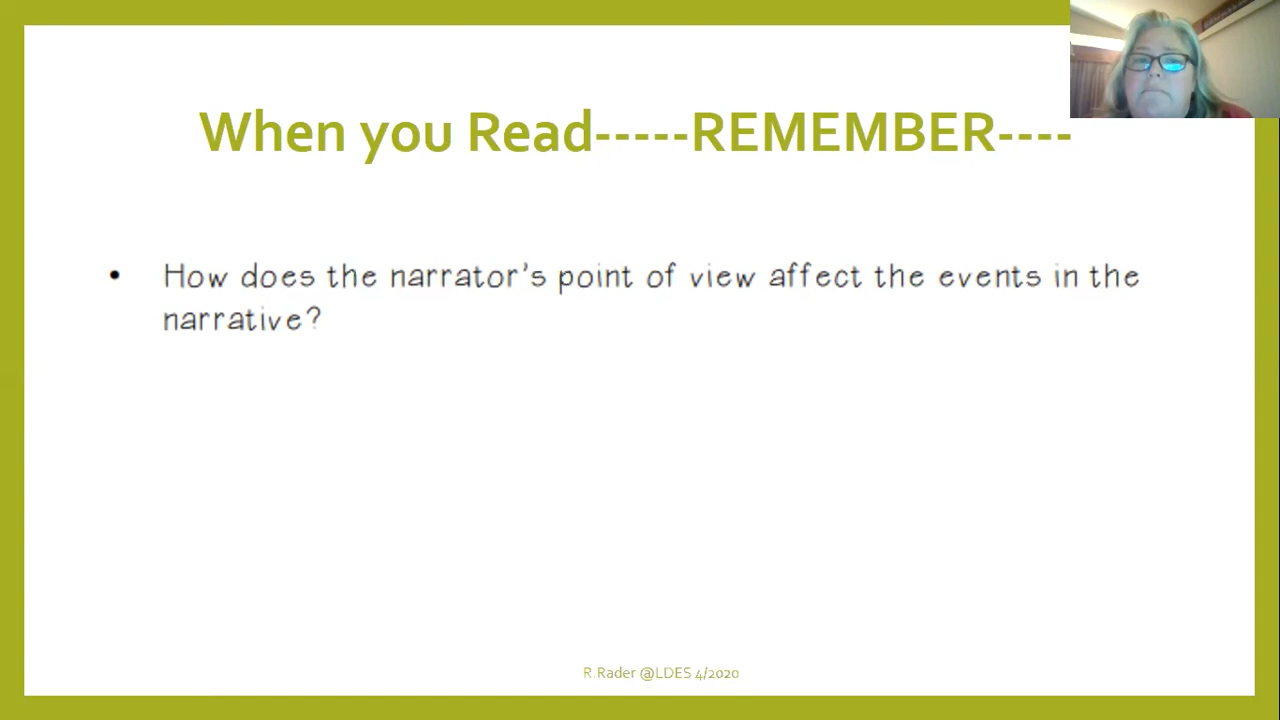 When you Read-----REMEMBER----
• How does the narrator's point of view affect the events in the
narrative?
R.Rader @LDES 4/2020